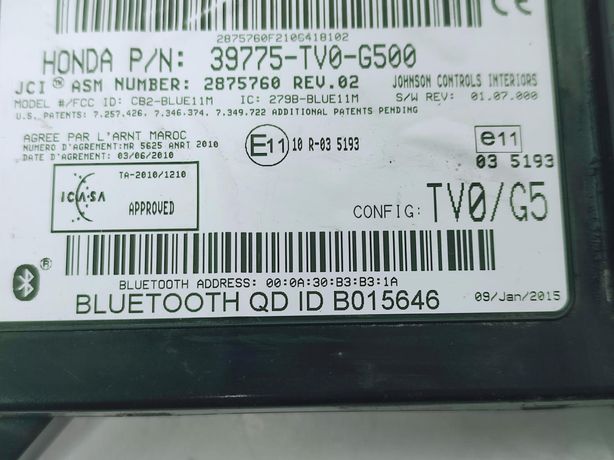 2875760F210G418102
CE
HONDA P/N: 39775-TV0-G500
JCI™ ASM NUMBER: 2875760 REV.02 JOHNSON CONTROLS INTERIORS
MODEL #/FCC ID: CB2-BLUE11M IC: 279B-BLUE11M S/W REV: 01.07.000
U.S. PATENTS: 7.257.426. 7.346.374. 7.349.722 ADDITIONAL PATENTS PENDING
AGREE PAR L'ARNT MAROC
NUMERO D'AGREMENT:MR 5625 ANRT 2010
DATE D'AGREMENT: 03/06/2010
E11 10 R-03 5193
e11
03 5193
TA-2010/1210
ICASA
APPROVED
CONFIG: TV0/G5
®
BLUETOOTH ADDRESS: 00:0A:30:B3:B3:1A
BLUETOOTH QD ID B015646 09/Jan/2015